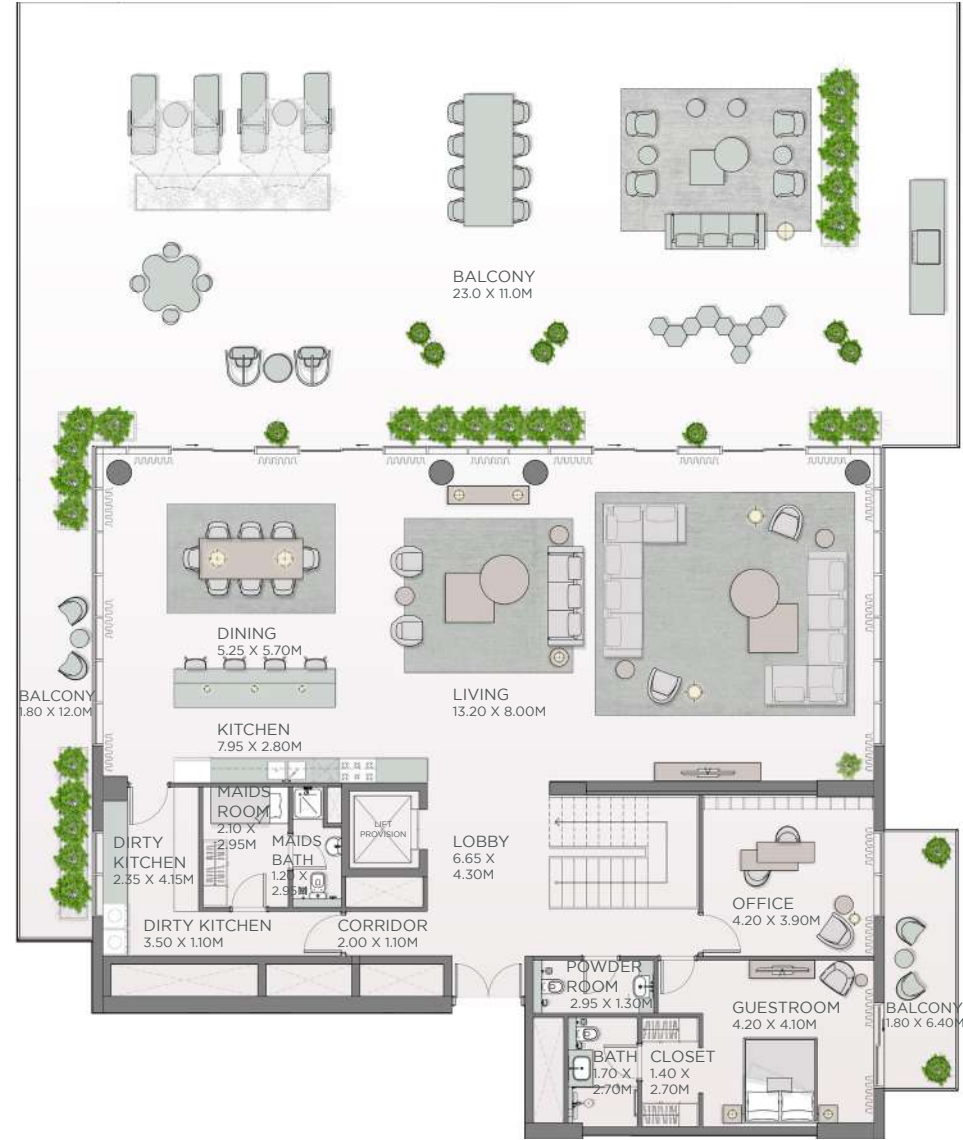 BALCONY
23.0 X 11.0M
DINING
5.25 X 5.70M
BALCONY
1.80 X 12.0M
LIVING
13.20 X 8.00M
KITCHEN
7.95 X 2.80M
MAIDS
ROOM
2.10 X
2.95M
MAIDS
BATH
1.20 X
2.95M
LIFT
PROVISION
LOBBY
6.65 X
4.30M
DIRTY
KITCHEN
2.35 X 4.15M
OFFICE
4.20 X 3.90M
DIRTY KITCHEN
3.50 X 1.10M
CORRIDOR
2.00 X 1.10M
POWDER
ROOM
2.95 X 1.30M
GUESTROOM
4.20 X 4.10M
BALCONY
1.80 X 6.40M
BATH
1.70 X
2.70M
CLOSET
1.40 X
2.70M